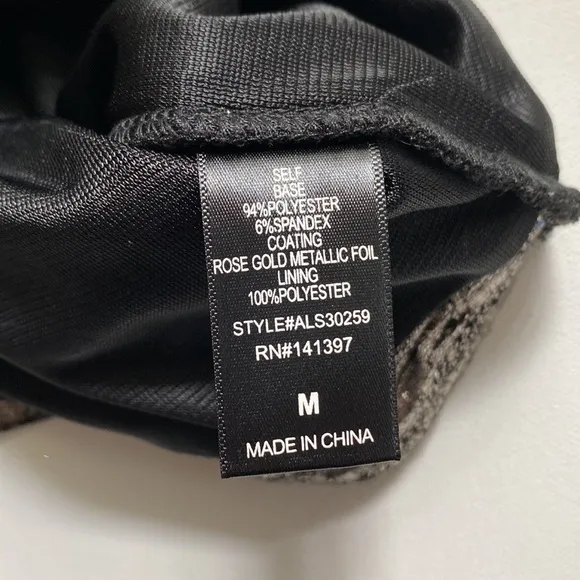 SELF
BASE
94%POLYESTER
6%SPANDEX
COATING
ROSE GOLD METALLIC FOIL
LINING
100%POLYESTER
STYLE#ALS30259
RN#141397
M
MADE IN CHINA